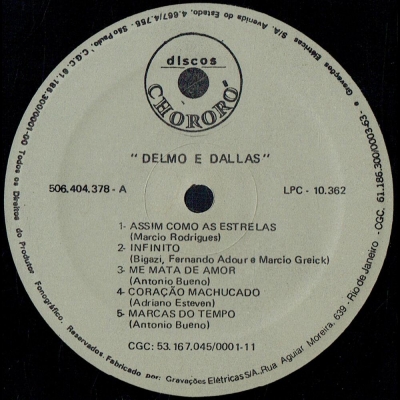 discos
CHORORÓ
"DELMO E DALLAS"
506.404.378 - A
LPC - 10.362
1- ASSIM COMO AS ESTRELAS
(Marcio Rodrigues)
2- INFINITO
(Bigazi, Fernando Adour e Marcio Greick)
3- ME MATA DE AMOR
(Antonio Bueno)
4- CORAÇÃO MACHUCADO
(Adriano Esteven)
5- MARCAS DO TEMPO
(Antonio Bueno)
CGC: 53.167.045/0001-11
Todos os Direitos do Produtor Fonográfico. Reservados. Fabricado por: Gravações Elétricas S/A., Rua Aguiar Moreira, 639 - Rio de Janeiro - CGC. 61.186.300/0003-63 - e Gravações Elétricas S/A. Avenida do Estado, 4.667/4.755 - São Paulo, C.G.C. 61.186.300/0001-00